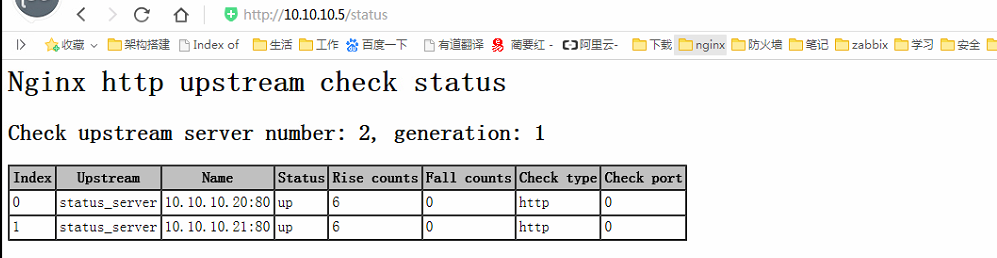 http://10.10.10.5/status
收藏 架构搭建 Index of 生活 工作 百度一下 有道翻译 商要红 - 阿里云- 下载 nginx 防火墙 笔记 zabbix 学习 安全
Nginx http upstream check status
Check upstream server number: 2, generation: 1
Index Upstream Name Status Rise counts Fall counts Check type Check port
0 status_server 10.10.10.20:80 up 6 0 http 0
1 status_server 10.10.10.21:80 up 6 0 http 0